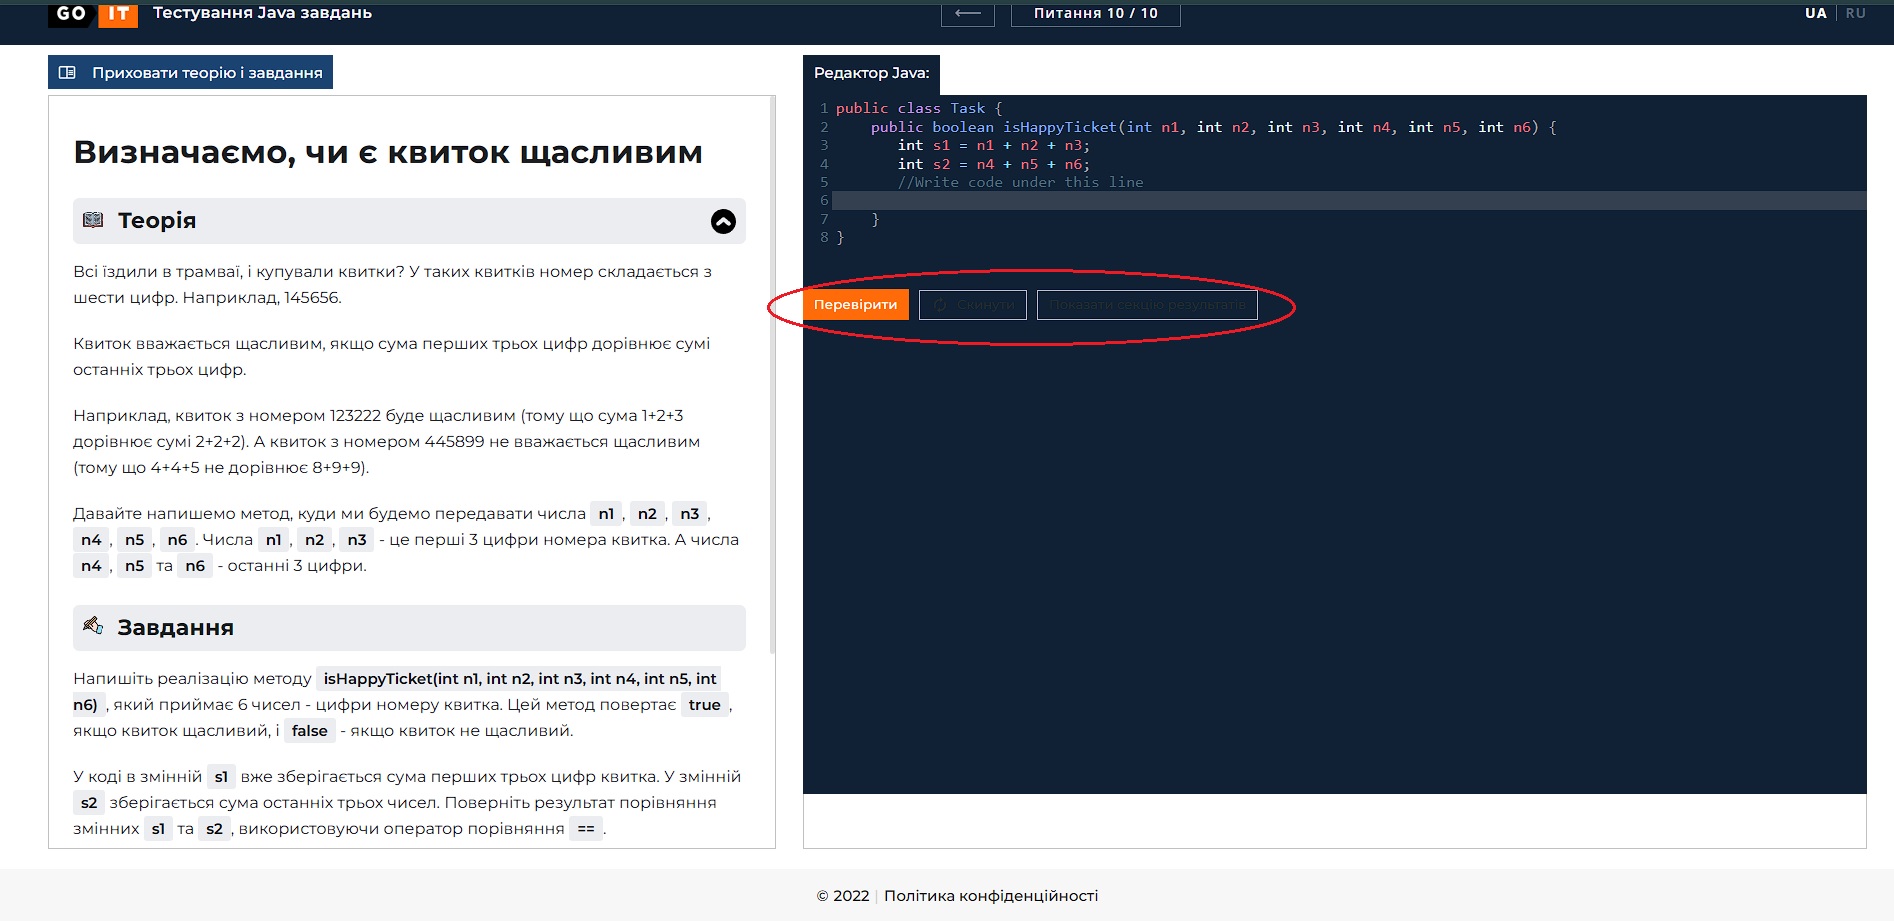 GO IT Тестування Java завдань
Питання 10 / 10
UA | RU
Приховати теорію і завдання
Визначаємо, чи є квиток щасливим
Теорія
Всі їздили в трамваї, і купували квитки? У таких квитків номер складається з
шести цифр. Наприклад, 145656.
Квиток вважається щасливим, якщо сума перших трьох цифр дорівнює сумі
останніх трьох цифр.
Наприклад, квиток з номером 123222 буде щасливим (тому що сума 1+2+3
дорівнює сумі 2+2+2). А квиток з номером 445899 не вважається щасливим
(тому що 4+4+5 не дорівнює 8+9+9).
Давайте напишемо метод, куди ми будемо передавати числа n1 , n2 , n3 ,
n4 , n5 , n6 . Числа n1 , n2 , n3 - це перші 3 цифри номера квитка. А числа
n4 , n5 та n6 - останні 3 цифри.
Завдання
Напишіть реалізацію методу isHappyTicket(int n1, int n2, int n3, int n4, int n5, int
n6) , який приймає 6 чисел - цифри номеру квитка. Цей метод повертає true ,
якщо квиток щасливий, і false - якщо квиток не щасливий.
У коді в змінній s1 вже зберігається сума перших трьох цифр квитка. У змінній
s2 зберігається сума останніх трьох чисел. Поверніть результат порівняння
змінних s1 та s2 , використовуючи оператор порівняння == .
Редактор Java:
1 public class Task {
2 public boolean isHappyTicket(int n1, int n2, int n3, int n4, int n5, int n6) {
3 int s1 = n1 + n2 + n3;
4 int s2 = n4 + n5 + n6;
5 //Write code under this line
6
7 }
8 }
Перевірити Скинути Показати секцію результатів
© 2022 | Політика конфіденційності